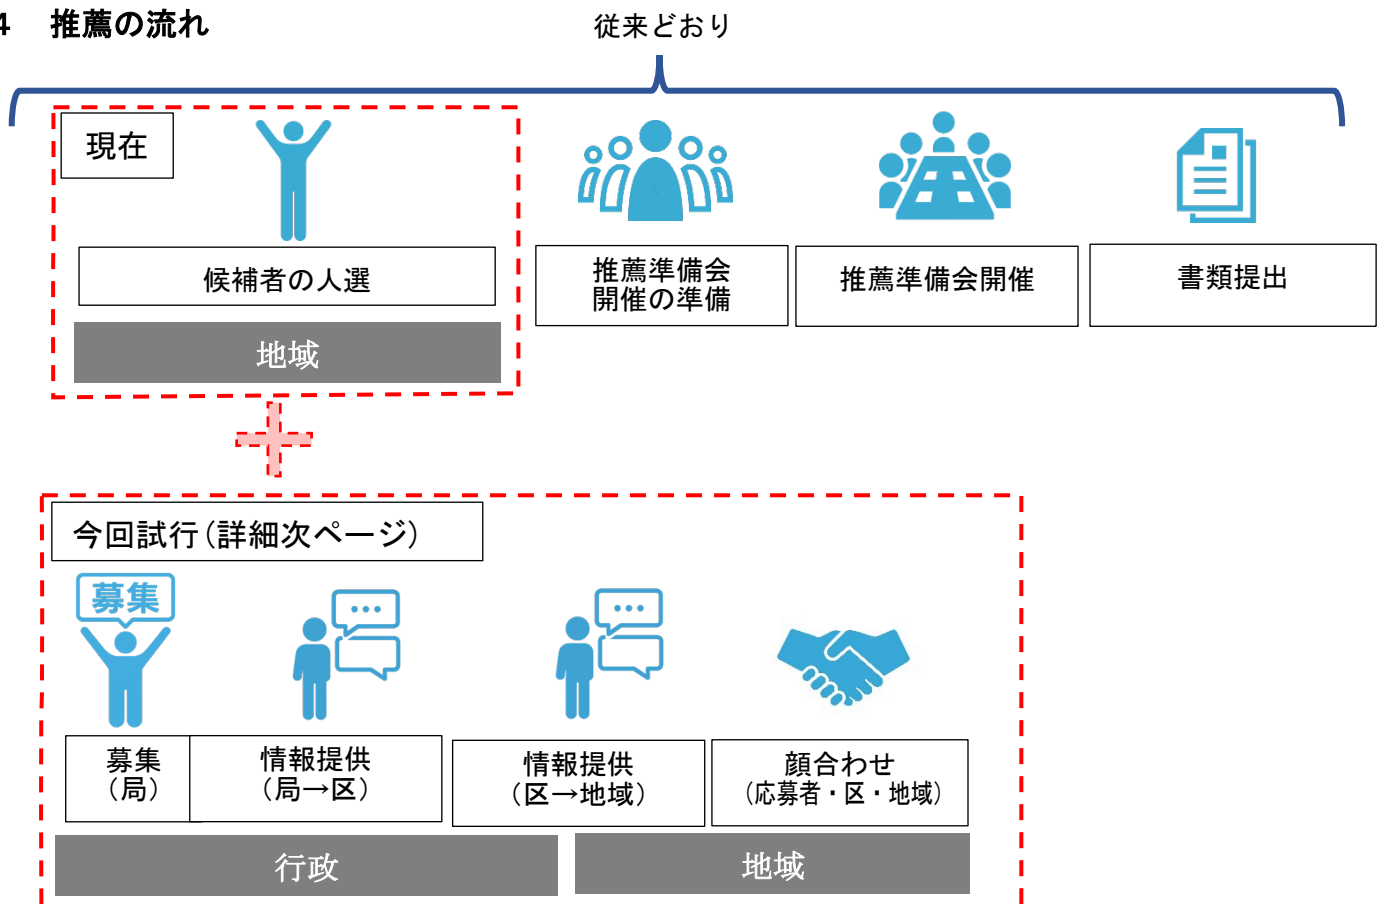 4 推薦の流れ
従来どおり
現在
候補者の人選
地域
推薦準備会
開催の準備
推薦準備会開催
書類提出
今回試行(詳細次ページ)
募集
募集
(局)
情報提供
(局→区)
情報提供
(区→地域)
顔合わせ
(応募者・区・地域)
行政
地域